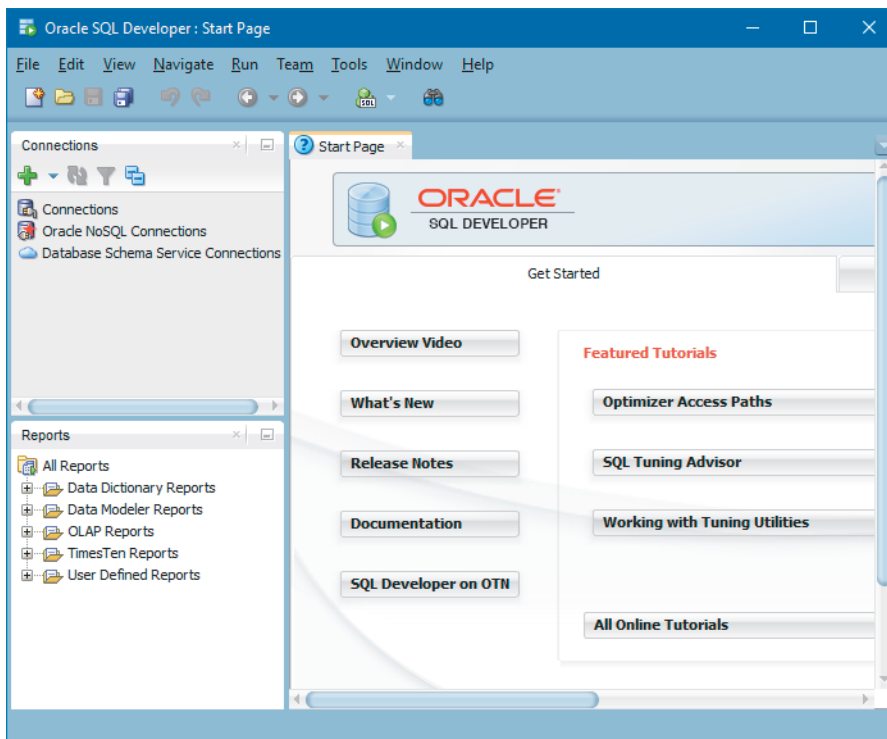 Oracle SQL Developer : Start Page
File Edit View Navigate Run Team Tools Window Help
SQL
Connections
Connections
Oracle NoSQL Connections
Database Schema Service Connections
Reports
All Reports
Data Dictionary Reports
Data Modeler Reports
OLAP Reports
TimesTen Reports
User Defined Reports
Start Page
ORACLE
SQL DEVELOPER
Get Started
Overview Video
What's New
Release Notes
Documentation
SQL Developer on OTN
Featured Tutorials
Optimizer Access Paths
SQL Tuning Advisor
Working with Tuning Utilities
All Online Tutorials